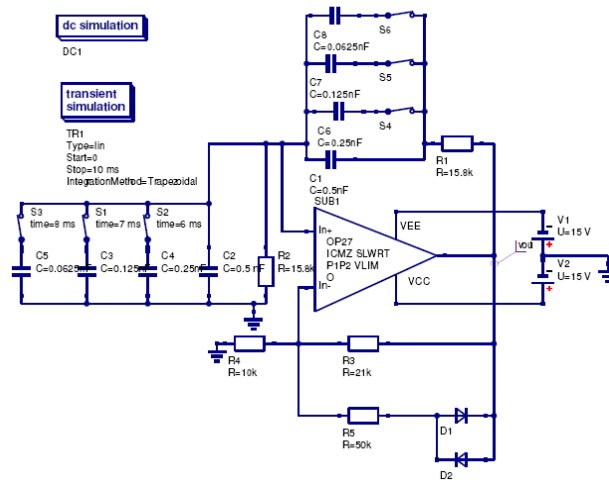 dc simulation
DC1
transient
simulation
TR1
Type=lin
Start=0
Stop=10 ms
IntegrationMethod=Trapezoidal
C8
C=0.0625nF
S6
C7
C=0.125nF
S5
C6
C=0.25nF
S4
C1
C=0.5nF
R1
R=15.8k
SUB1
In+
OP27
ICMZ SLWRT
P1P2 VLIM
O
In-
VEE
VCC
vou
V1
U=15 V
V2
U=15 V
S3
time=8 ms
S1
time=7 ms
S2
time=6 ms
C5
C=0.0625nF
C3
C=0.125nF
C4
C=0.25nF
C2
C=0.5 nF
R2
R=15.8k
R4
R=10k
R3
R=21k
R5
R=50k
D1
D2